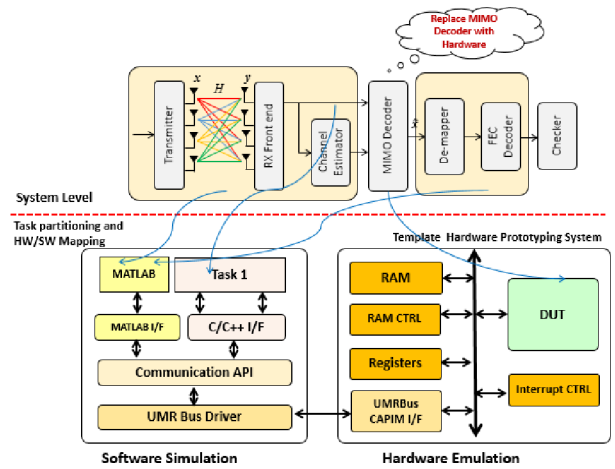 Replace MIMO
Decoder with
Hardware
x
H
y
Transmitter
RX Front end
Channel
Estimator
MIMO Decoder
x̂
De-mapper
FEC
Decoder
Checker
System Level
Task partitioning and
HW/SW Mapping
Template Hardware Prototyping System
MATLAB
Task 1
MATLAB I/F
C/C++ I/F
Communication API
UMR Bus Driver
RAM
RAM CTRL
Registers
UMRBus
CAPIM I/F
DUT
Interrupt CTRL
Software Simulation
Hardware Emulation